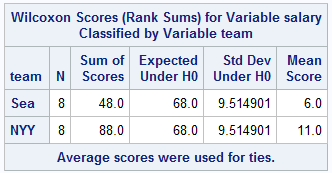 Wilcoxon Scores (Rank Sums) for Variable salary
Classified by Variable team
team N Sum of Scores Expected Under H0 Std Dev Under H0 Mean Score
Sea 8 48.0 68.0 9.514901 6.0
NYY 8 88.0 68.0 9.514901 11.0
Average scores were used for ties.